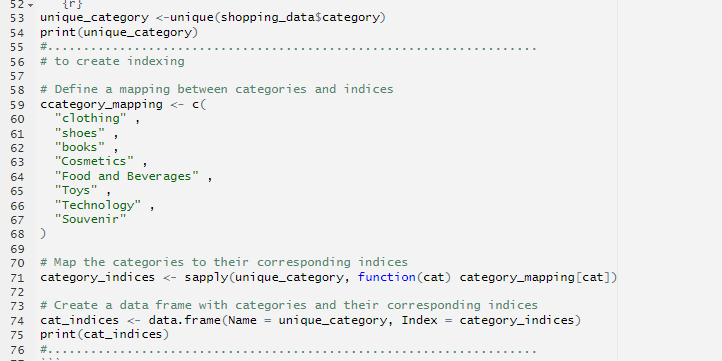 52 {r}
53 unique_category <-unique(shopping_data$category)
54 print(unique_category)
55 #..................................................................
56 # to create indexing
57
58 # Define a mapping between categories and indices
59 ccategory_mapping <- c(
60 "clothing" ,
61 "shoes" ,
62 "books" ,
63 "Cosmetics" ,
64 "Food and Beverages" ,
65 "Toys" ,
66 "Technology" ,
67 "Souvenir"
68 )
69
70 # Map the categories to their corresponding indices
71 category_indices <- sapply(unique_category, function(cat) category_mapping[cat])
72
73 # Create a data frame with categories and their corresponding indices
74 cat_indices <- data.frame(Name = unique_category, Index = category_indices)
75 print(cat_indices)
76 #..................................................................